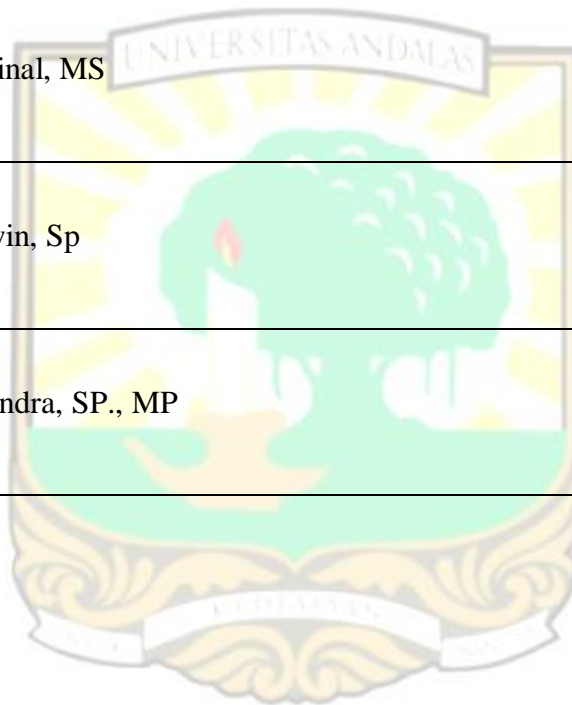 UNIVERSITAS ANDALAS
inal, MS
vin, Sp
ndra, SP., MP